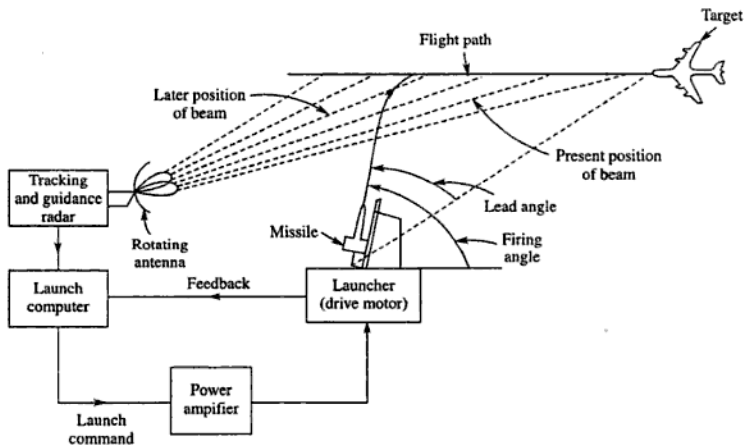 Target
Flight path
Later position
of beam
Present position
of beam
Tracking
and guidance
radar
Lead angle
Missile
Firing
angle
Rotating
antenna
Launch
computer
Feedback
Launcher
(drive motor)
Power
ampifier
Launch
command